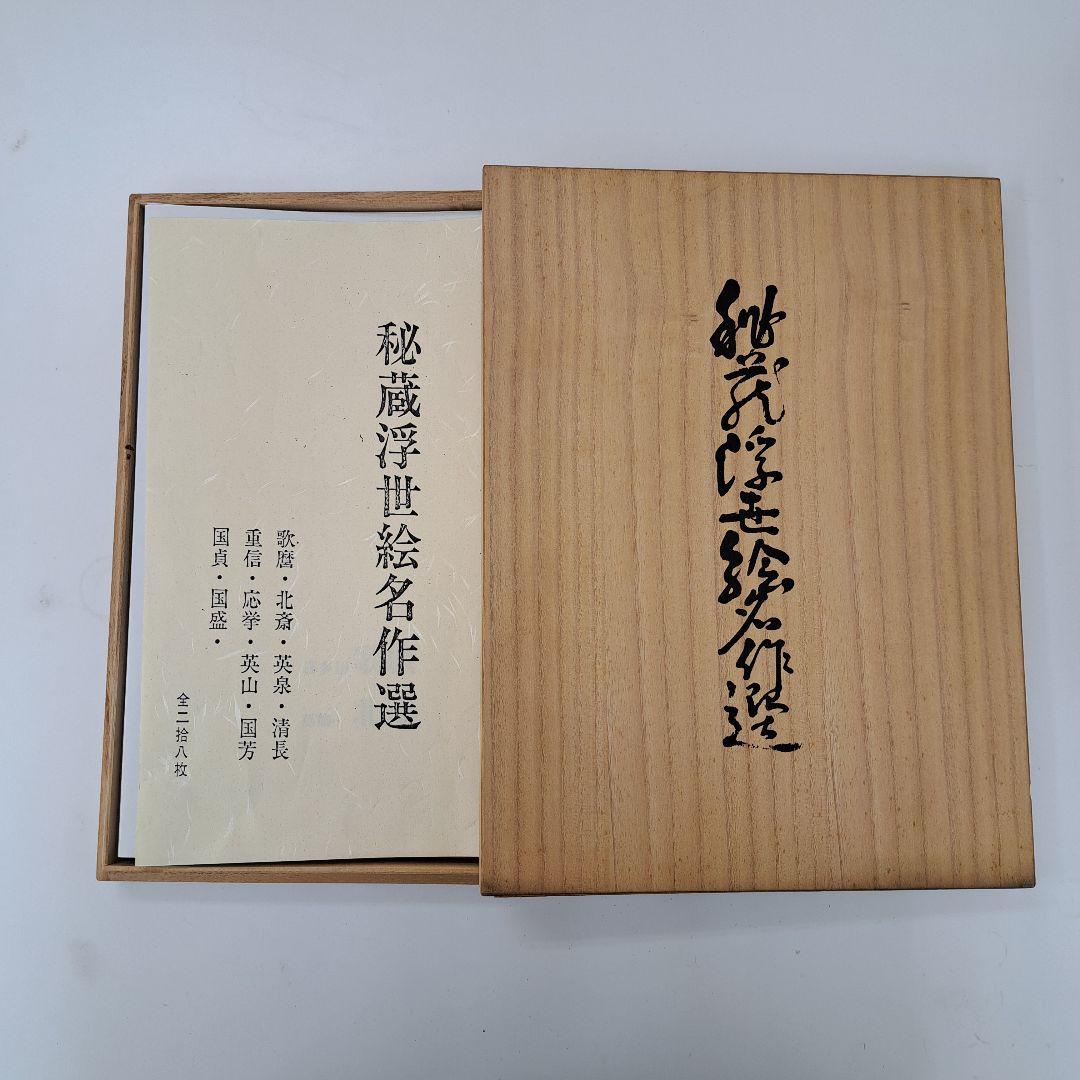 秘蔵浮世絵名作選
秘蔵浮世絵名作選
歌麿・北斎・英泉・清長
重信・応挙・英山・国芳
国貞・国盛・
全二拾八枚